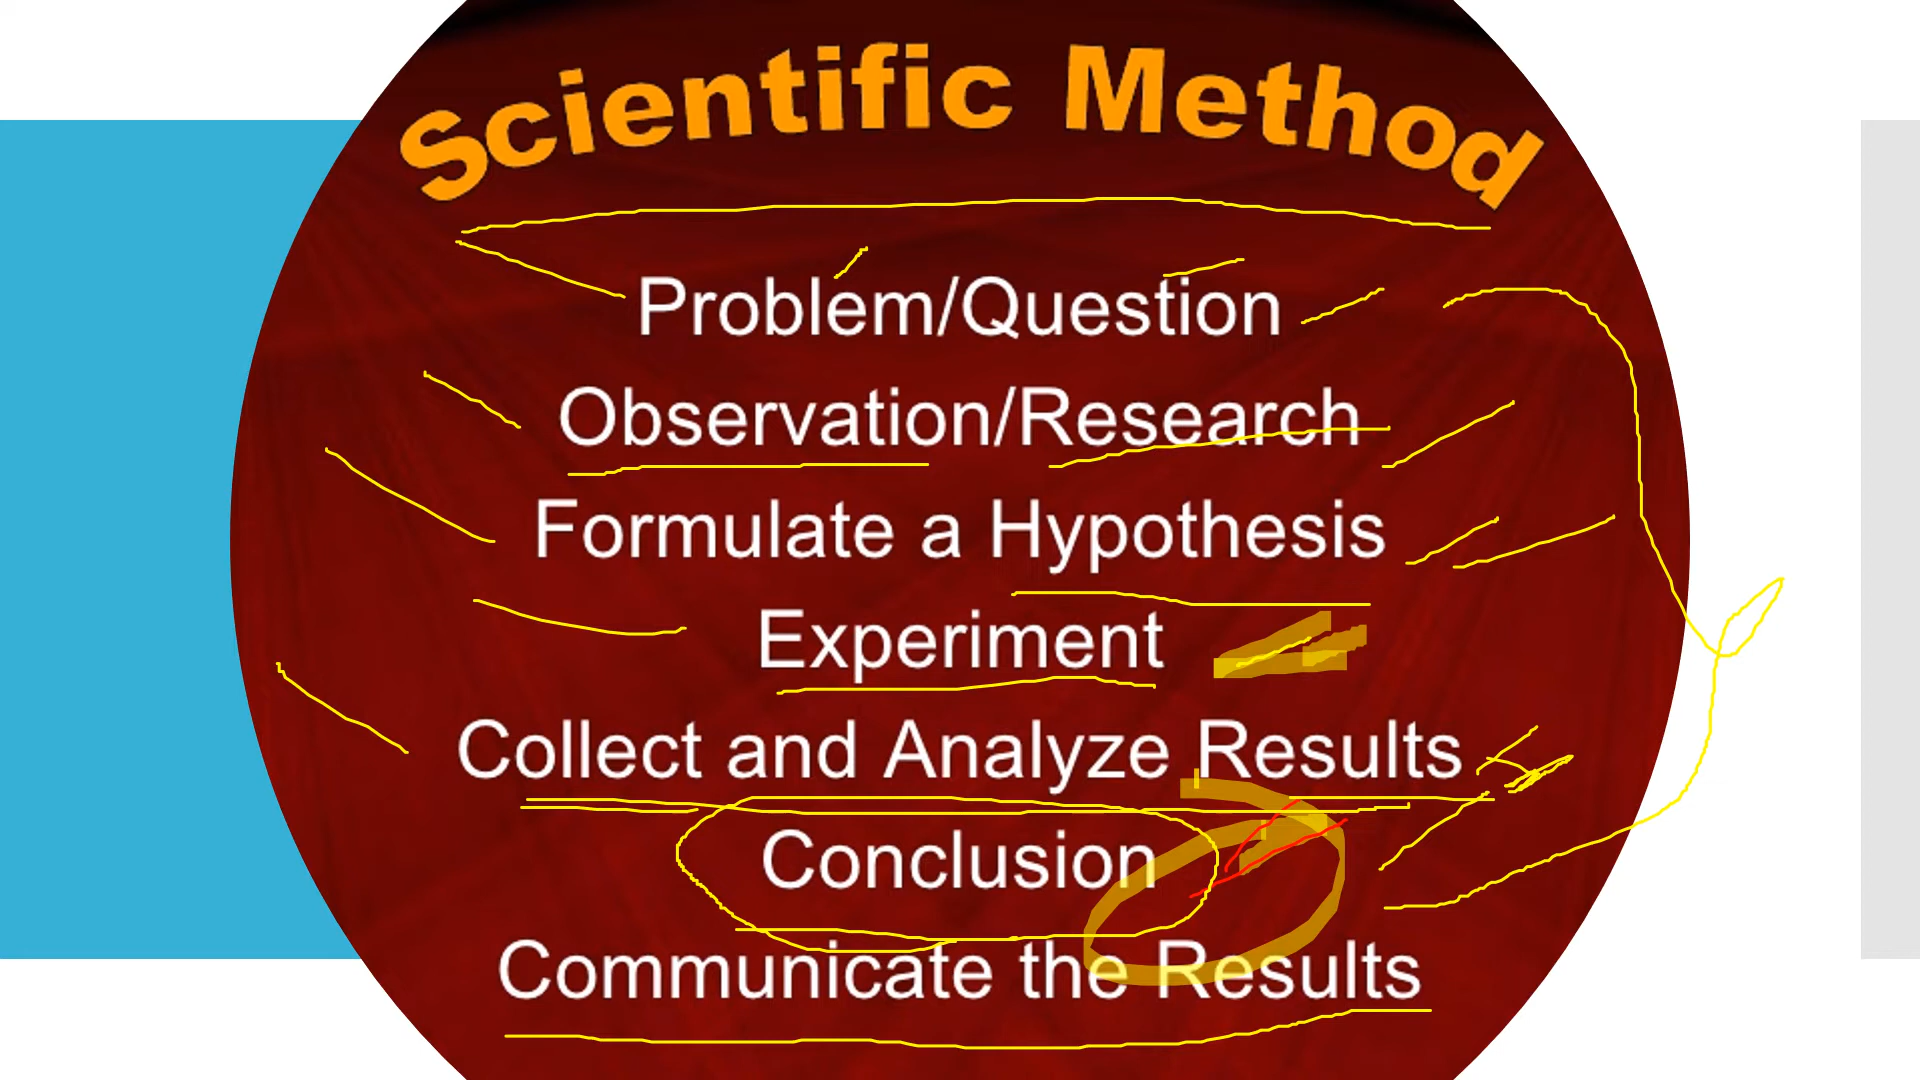 Scientific Method
Problem/Question
Observation/Research
Formulate a Hypothesis
Experiment
Collect and Analyze Results
Conclusion
Communicate the Results